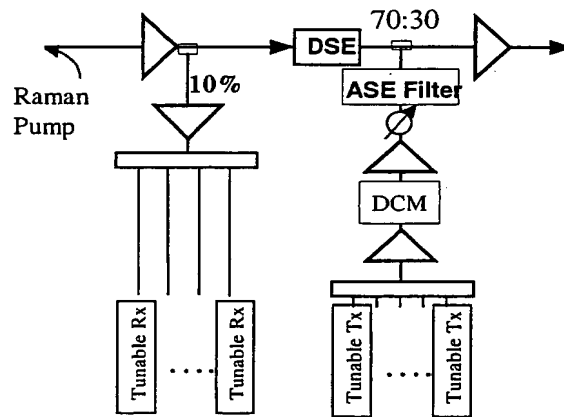 70:30
DSE
10%
Raman
Pump
ASE Filter
DCM
Tunable Rx
Tunable Rx
Tunable Tx
Tunable Tx